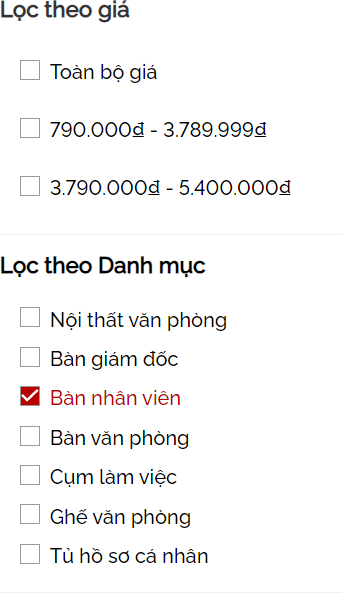 Lọc theo giá
Toàn bộ giá
790.000₫ - 3.789.999₫
3.790.000₫ - 5.400.000₫
Lọc theo Danh mục
Nội thất văn phòng
Bàn giám đốc
Bàn nhân viên
Bàn văn phòng
Cụm làm việc
Ghế văn phòng
Tủ hồ sơ cá nhân